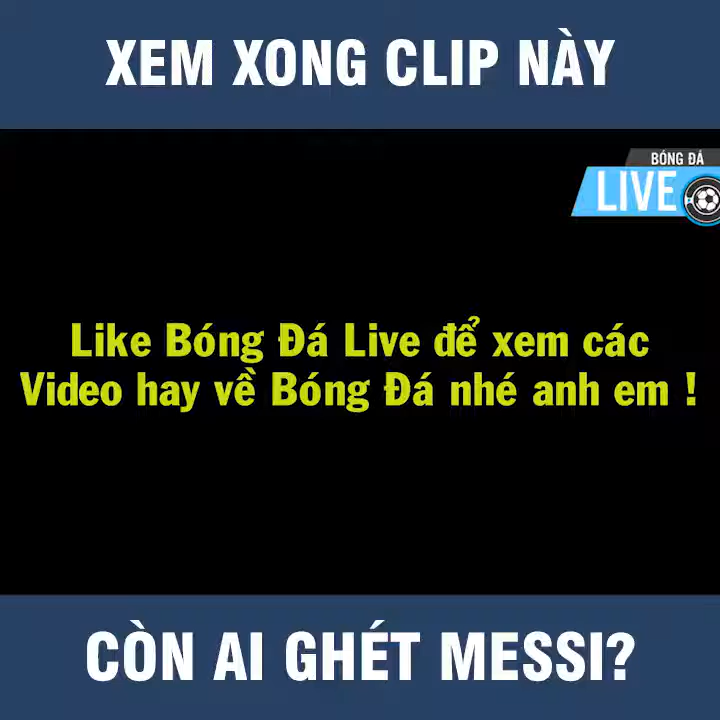 XEM XONG CLIP NÀY
BÓNG ĐÁ
LIVE
Like Bóng Đá Live để xem các
Video hay về Bóng Đá nhé anh em !
CÒN AI GHÉT MESSI?